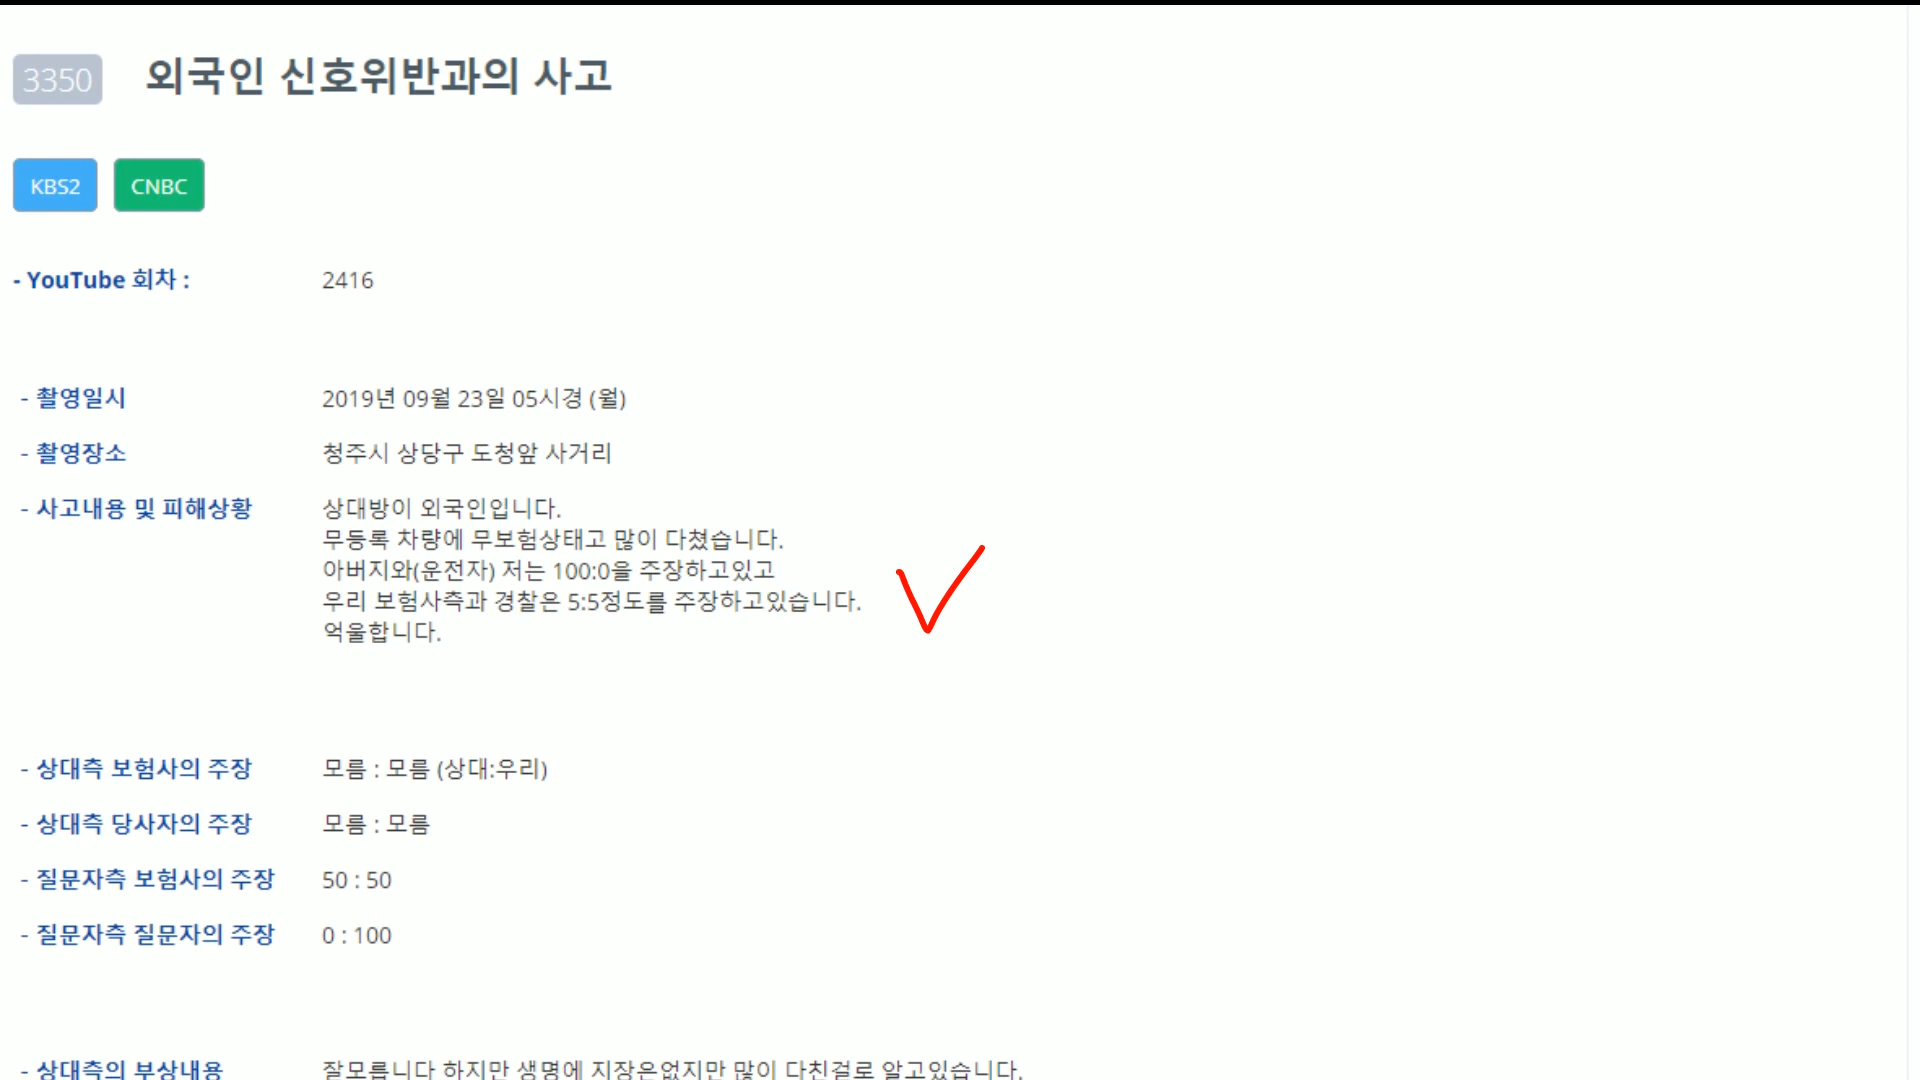 3350 외국인 신호위반과의 사고
KBS2 CNBC
- YouTube 회차 : 2416
- 촬영일시 2019년 09월 23일 05시경 (월)
- 촬영장소 청주시 상당구 도청앞 사거리
- 사고내용 및 피해상황 상대방이 외국인입니다.
무등록 차량에 무보험상태고 많이 다쳤습니다.
아버지와(운전자) 저는 100:0을 주장하고있고
우리 보험사측과 경찰은 5:5정도를 주장하고있습니다.
억울합니다.
- 상대측 보험사의 주장 모름 : 모름 (상대:우리)
- 상대측 당사자의 주장 모름 : 모름
- 질문자측 보험사의 주장 50 : 50
- 질문자측 질문자의 주장 0 : 100
- 상대측의 부상내용 잘모릅니다 하지만 생명에 지장은없지만 많이 다친걸로 알고있습니다.